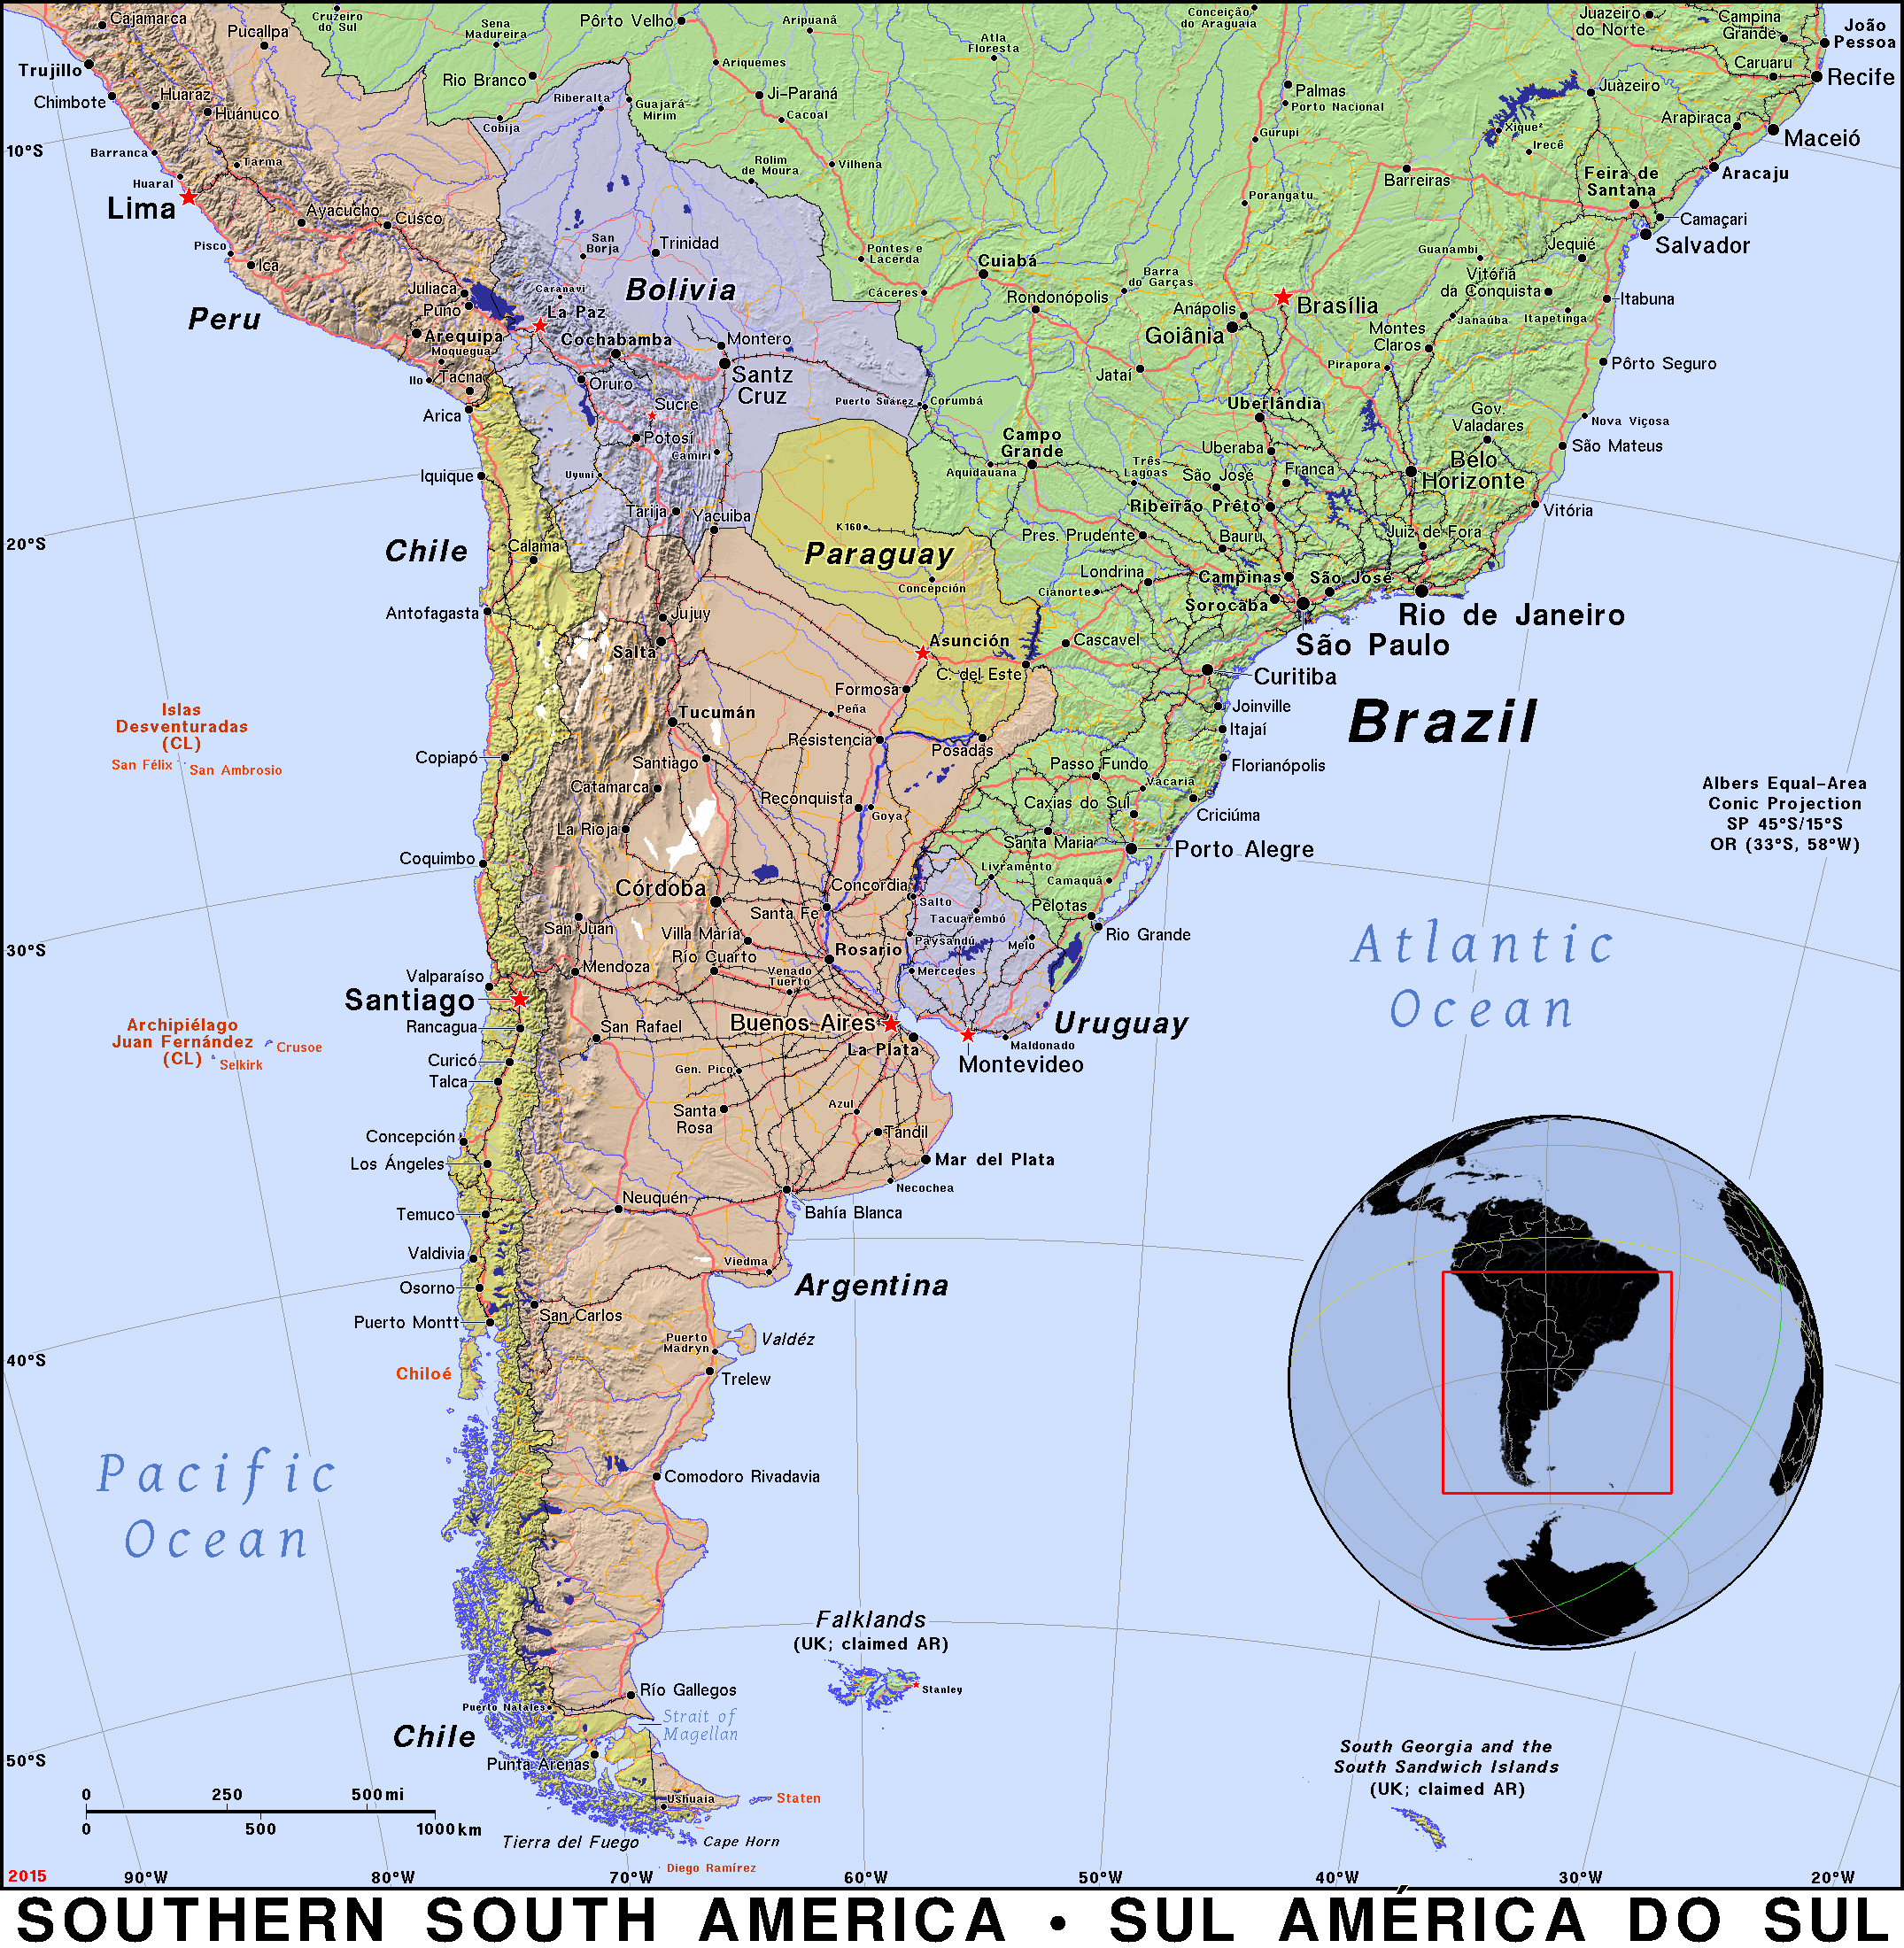 Cajamarca
Cruzeiro
do Sul
Sena
Madureira
Pôrto Velho
Aripuanã
Conceição
do Araguaia
Juazeiro
do Norte
Campina
Grande
João
Pessoa
Pucallpa
Atla
Floresta
Trujillo
Rio Branco
Ariquemes
Caruaru
Recife
Chimbote
Huaraz
Huánuco
Riberalta
Guajará
Mirim
Ji-Paraná
Cacoal
Palmas
Porto Nacional
Juàzeiro
Arapiraca
Maceió
Cobija
Gurupi
Xique²
Irecê
10°S
Barranca
Tarma
Rolim
de Moura
Vilhena
Barreiras
Feira de
Santana
Aracaju
Huaral
Lima
Ayacucho
Cusco
Porangatu
Camaçari
Pisco
Ica
San
Borja
Trinidad
Pontes e
Lacerda
Cuiabá
Guanambi
Jequié
Salvador
Juliaca
Caranavi
Bolivia
Cáceres
Rondonópolis
Barra
do Garças
Vitória
da Conquista
Itabuna
Peru
Puno
La Paz
Anápolis
Brasília
Janaúba
Itapetinga
Arequipa
Cochabamba
Montero
Goiânia
Montes
Claros
Moquegua
Ilo
Tacna
Oruro
Santz
Cruz
Jataí
Pirapora
Pôrto Seguro
Arica
Sucre
Puerto Suárez
Corumbá
Uberlândia
Gov.
Valadares
Nova Viçosa
Potosí
Camiri
Campo
Grande
Uberaba
São Mateus
Iquique
Uyuni
Aquidauana
Três
Lagoas
São José
Franca
Belo
Horizonte
Tarija
Yacuiba
K160
Ribeirão Prêto
Vitória
20°S
Chile
Calama
Paraguay
Pres. Prudente
Bauru
Juiz de Fora
Concepción
Londrina
Cianorte
Campinas
São José
Antofagasta
Jujuy
Sorocaba
Rio de Janeiro
Salta
Asunción
Cascavel
São Paulo
Formosa
C. del Este
Curitiba
Islas
Desventuradas
(CL)
San Félix
San Ambrosio
Tucumán
Peña
Joinville
Brazil
Copiapó
Santiago
Resistencia
Posadas
Itajaí
Passo Fundo
Florianópolis
Catamarca
Reconquista
Goya
Vacaria
Caxias do Sul
Criciúma
Albers Equal-Area
Conic Projection
SP 45°S/15°S
OR (33°S, 58°W)
La Rioja
Santa Maria
Porto Alegre
Coquimbo
Córdoba
Concordia
Livramento
Camaquã
Santa Fe
Salto
Tacuarembó
Pelotas
San Juan
Villa María
Rosario
Paysandú
Melo
Rio Grande
30°S
Mendoza
Río Cuarto
Venado
Tuerto
Mercedes
Atlantic
Ocean
Valparaíso
Santiago
Rancagua
San Rafael
Buenos Aires
La Plata
Uruguay
Maldonado
Montevideo
Archipiélago
Juan Fernández
(CL)
Crusoe
Selkirk
Curicó
Talca
Gen. Pico
Santa
Rosa
Azul
Tandil
Concepción
Los Ángeles
Mar del Plata
Necochea
Temuco
Neuquén
Bahía Blanca
Valdivia
Viedma
Argentina
Osorno
San Carlos
Puerto Montt
Puerto
Madryn
Valdéz
40°S
Chiloé
Trelew
Pacific
Ocean
Comodoro Rivadavia
Falklands
(UK; claimed AR)
Stanley
Puerto Natales
Río Gallegos
Strait of
Magellan
Chile
Punta Arenas
50°S
South Georgia and the
South Sandwich Islands
(UK; claimed AR)
0 250 500 mi
0 500 1000 km
Ushuaia
Staten
Tierra del Fuego
Cape Horn
Diego Ramírez
2015
90°W 80°W 70°W 60°W 50°W 40°W 30°W 20°W
SOUTHERN SOUTH AMERICA • SUL AMÉRICA DO SUL